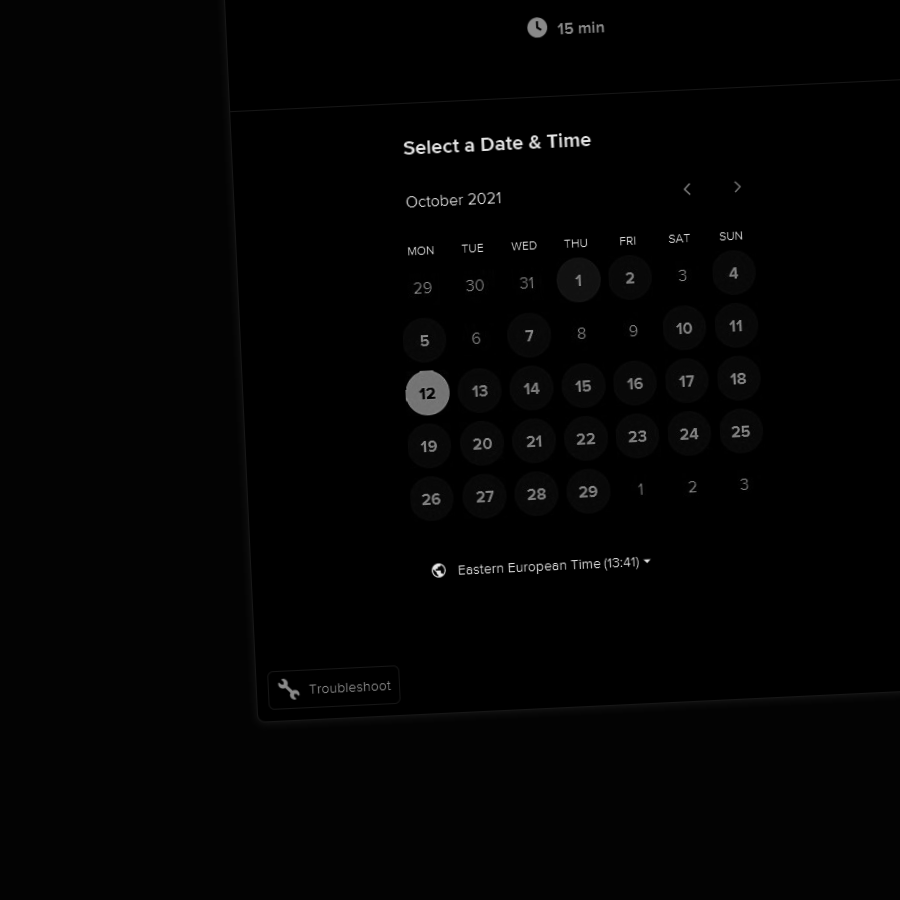 15 min
Select a Date & Time
October 2021
MON TUE WED THU FRI SAT SUN
29 30 31 1 2 3 4
5 6 7 8 9 10 11
12 13 14 15 16 17 18
19 20 21 22 23 24 25
26 27 28 29 1 2 3
Eastern European Time (13:41)
Troubleshoot